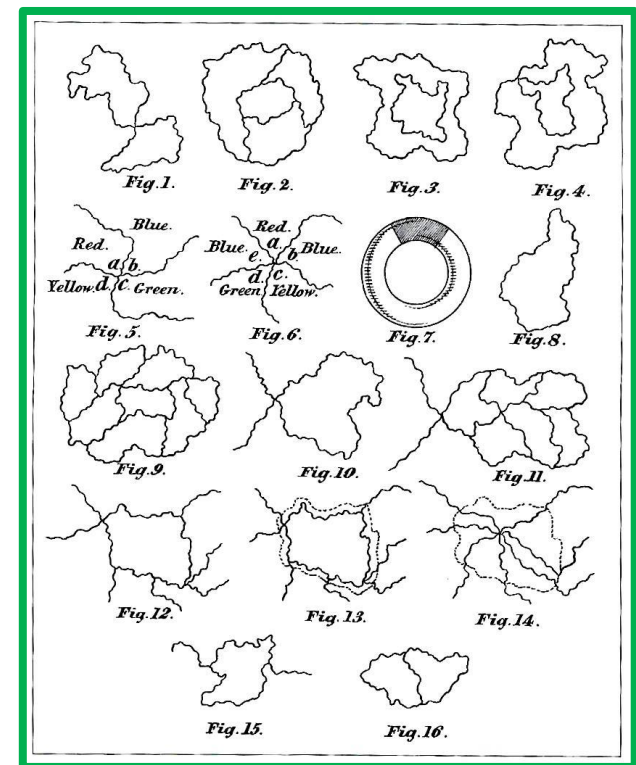 Fig.1. Fig.2. Fig.3. Fig.4.
Blue. Red.
Red. Blue. a. Blue.
a. b. e. b.
Yellow. d. c. Green. d. c.
Green Yellow.
Fig.5. Fig.6. Fig.7. Fig.8.
Fig.9. Fig.10. Fig.11.
Fig.12. Fig.13. Fig.14.
Fig.15. Fig.16.